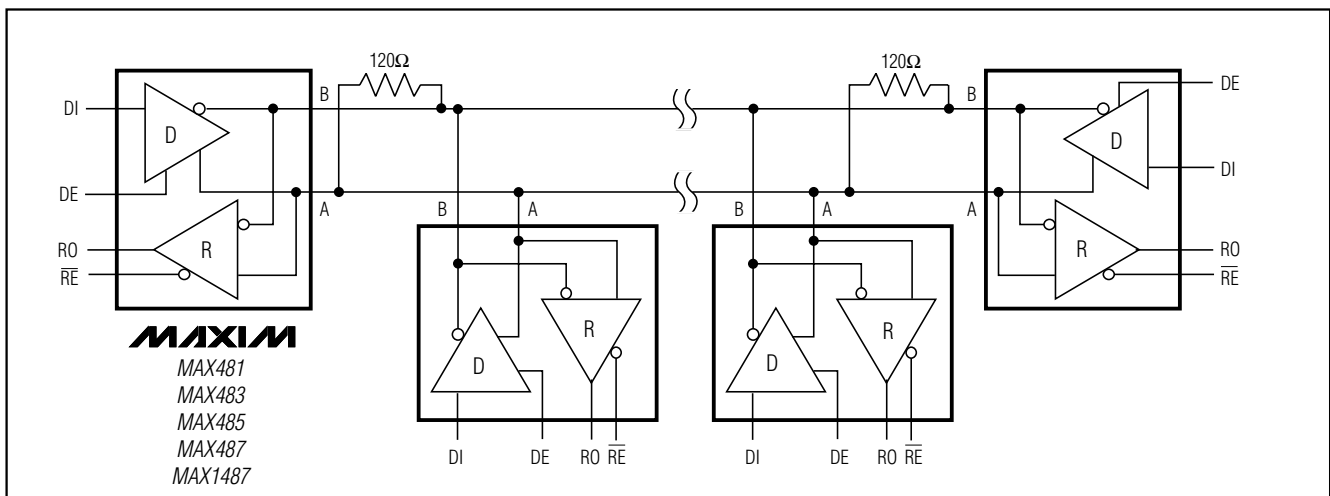 120Ω
120Ω
B
B
DE
DI
D
D
DI
DE
A
B
A
B
A
A
RO
R
R
RO
RE
RE
R
R
D
D
MAXIM
MAX481
MAX483
MAX485
MAX487
MAX1487
DI
DE
RO
RE
DI
DE
RO
RE